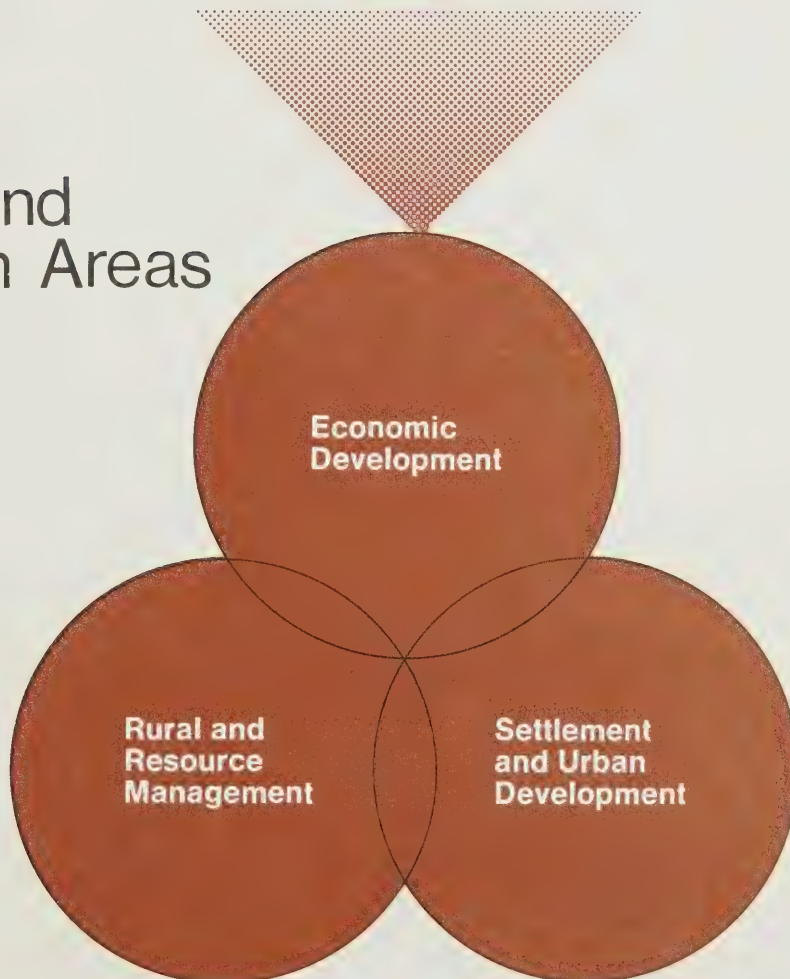 nd
Areas
Economic
Development
Rural and
Resource
Management
Settlement
and Urban
Development